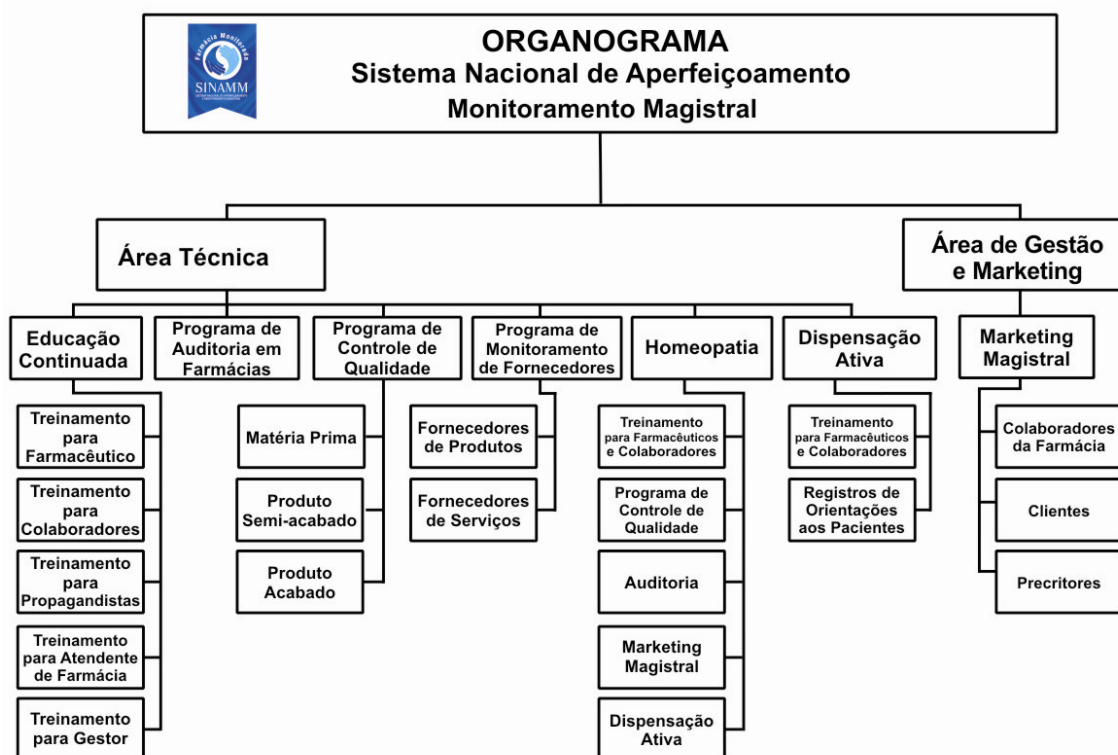 ORGANOGRAMA
Sistema Nacional de Aperfeiçoamento
Monitoramento Magistral
Farmácia Monitorada
SINAMM
Área Técnica
Área de Gestão
e Marketing
Educação
Continuada
Programa de
Auditoria em
Farmácias
Programa de
Controle de
Qualidade
Programa de
Monitoramento
de Fornecedores
Homeopatia
Dispensação
Ativa
Marketing
Magistral
Treinamento
para
Farmacêutico
Treinamento
para
Colaboradores
Treinamento
para
Propagandistas
Treinamento
para Atendente
de Farmácia
Treinamento
para Gestor
Matéria Prima
Produto
Semi-acabado
Produto
Acabado
Fornecedores
de Produtos
Fornecedores
de Serviços
Treinamento
para Farmacêuticos
e Colaboradores
Programa de
Controle de
Qualidade
Auditoria
Marketing
Magistral
Dispensação
Ativa
Treinamento
para Farmacêuticos
e Colaboradores
Registros de
Orientações
aos Pacientes
Colaboradores
da Farmácia
Clientes
Precritores